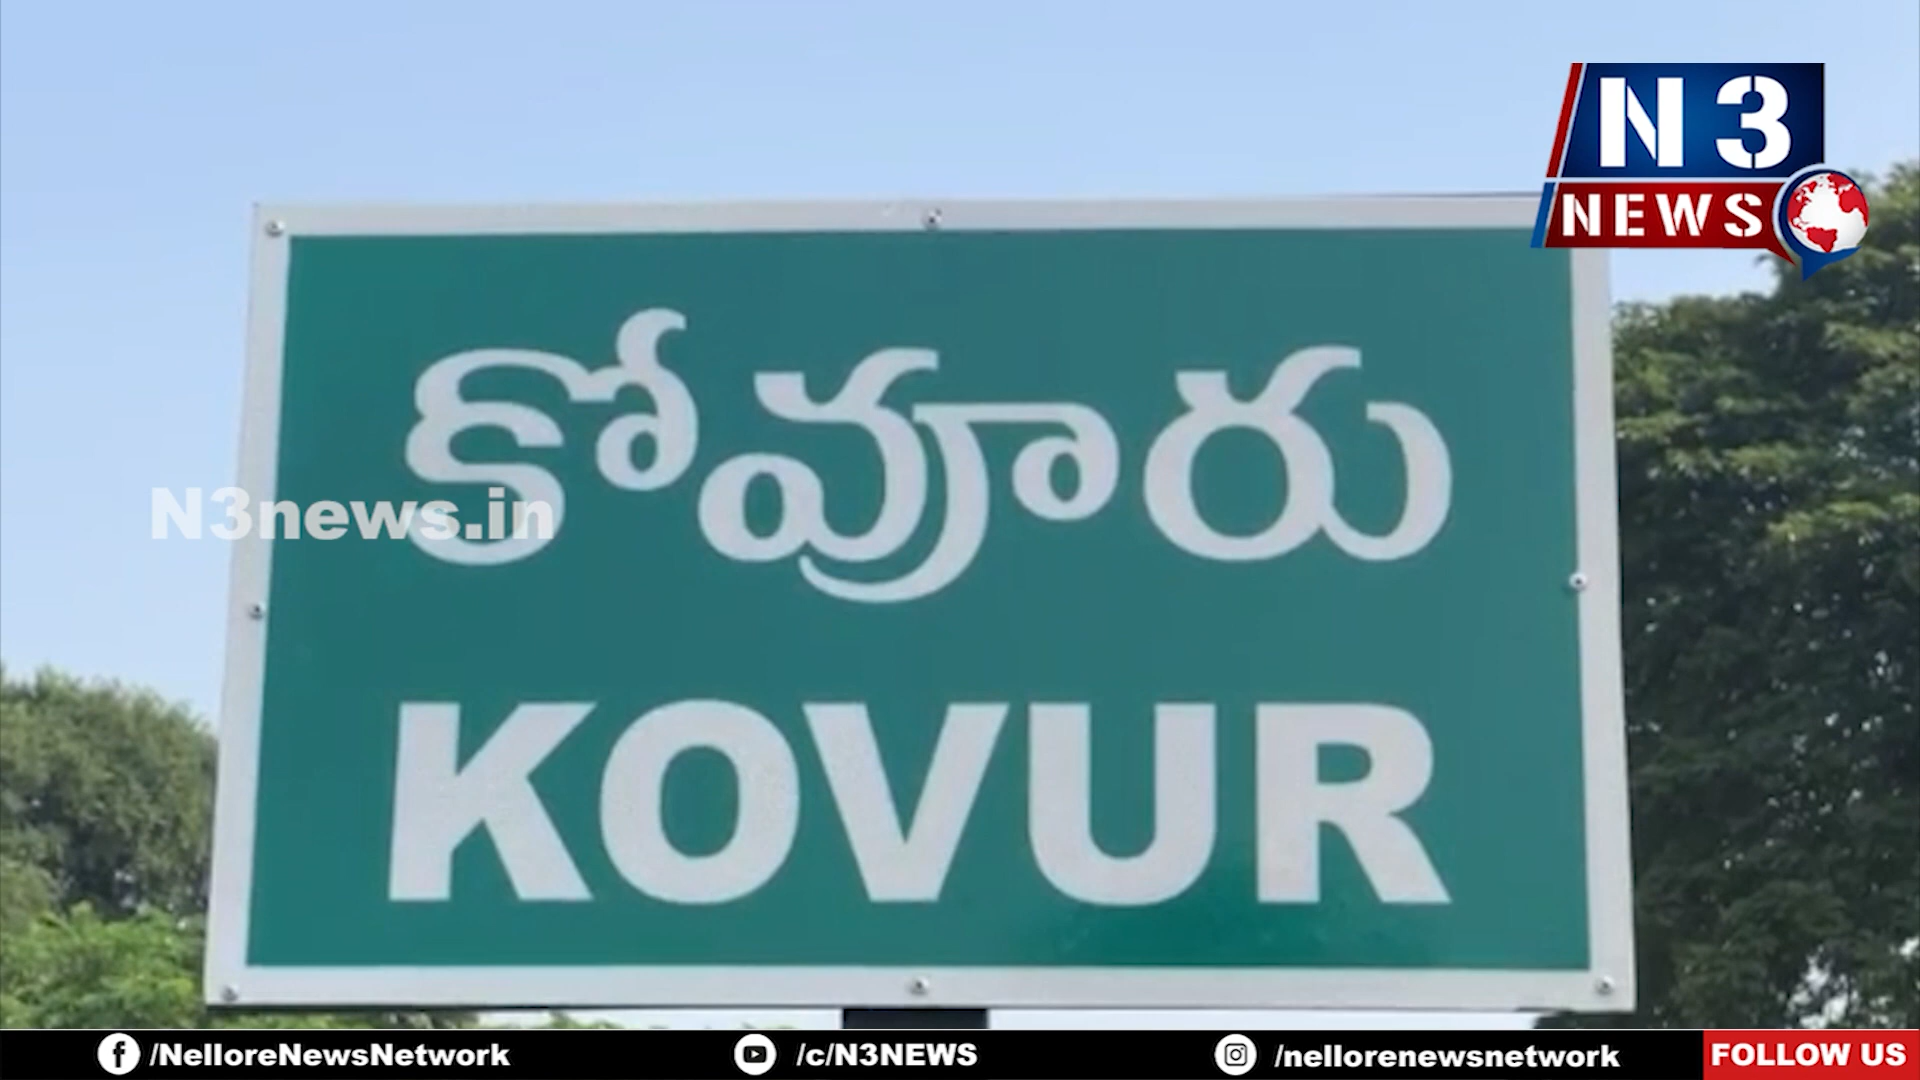 N3
NEWS
కోవూరు
N3news.in
KOVUR
/NelloreNewsNetwork
/c/N3NEWS
/nellorenewsnetwork
FOLLOW US